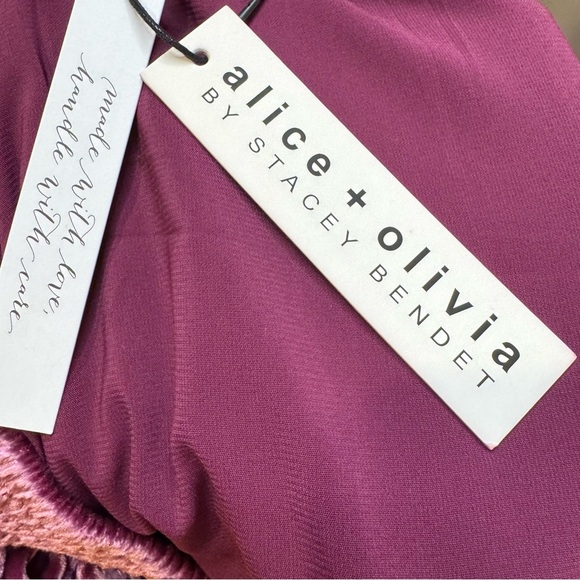 made with love,
handle with care
alice + olivia
BY STACEY BENDET